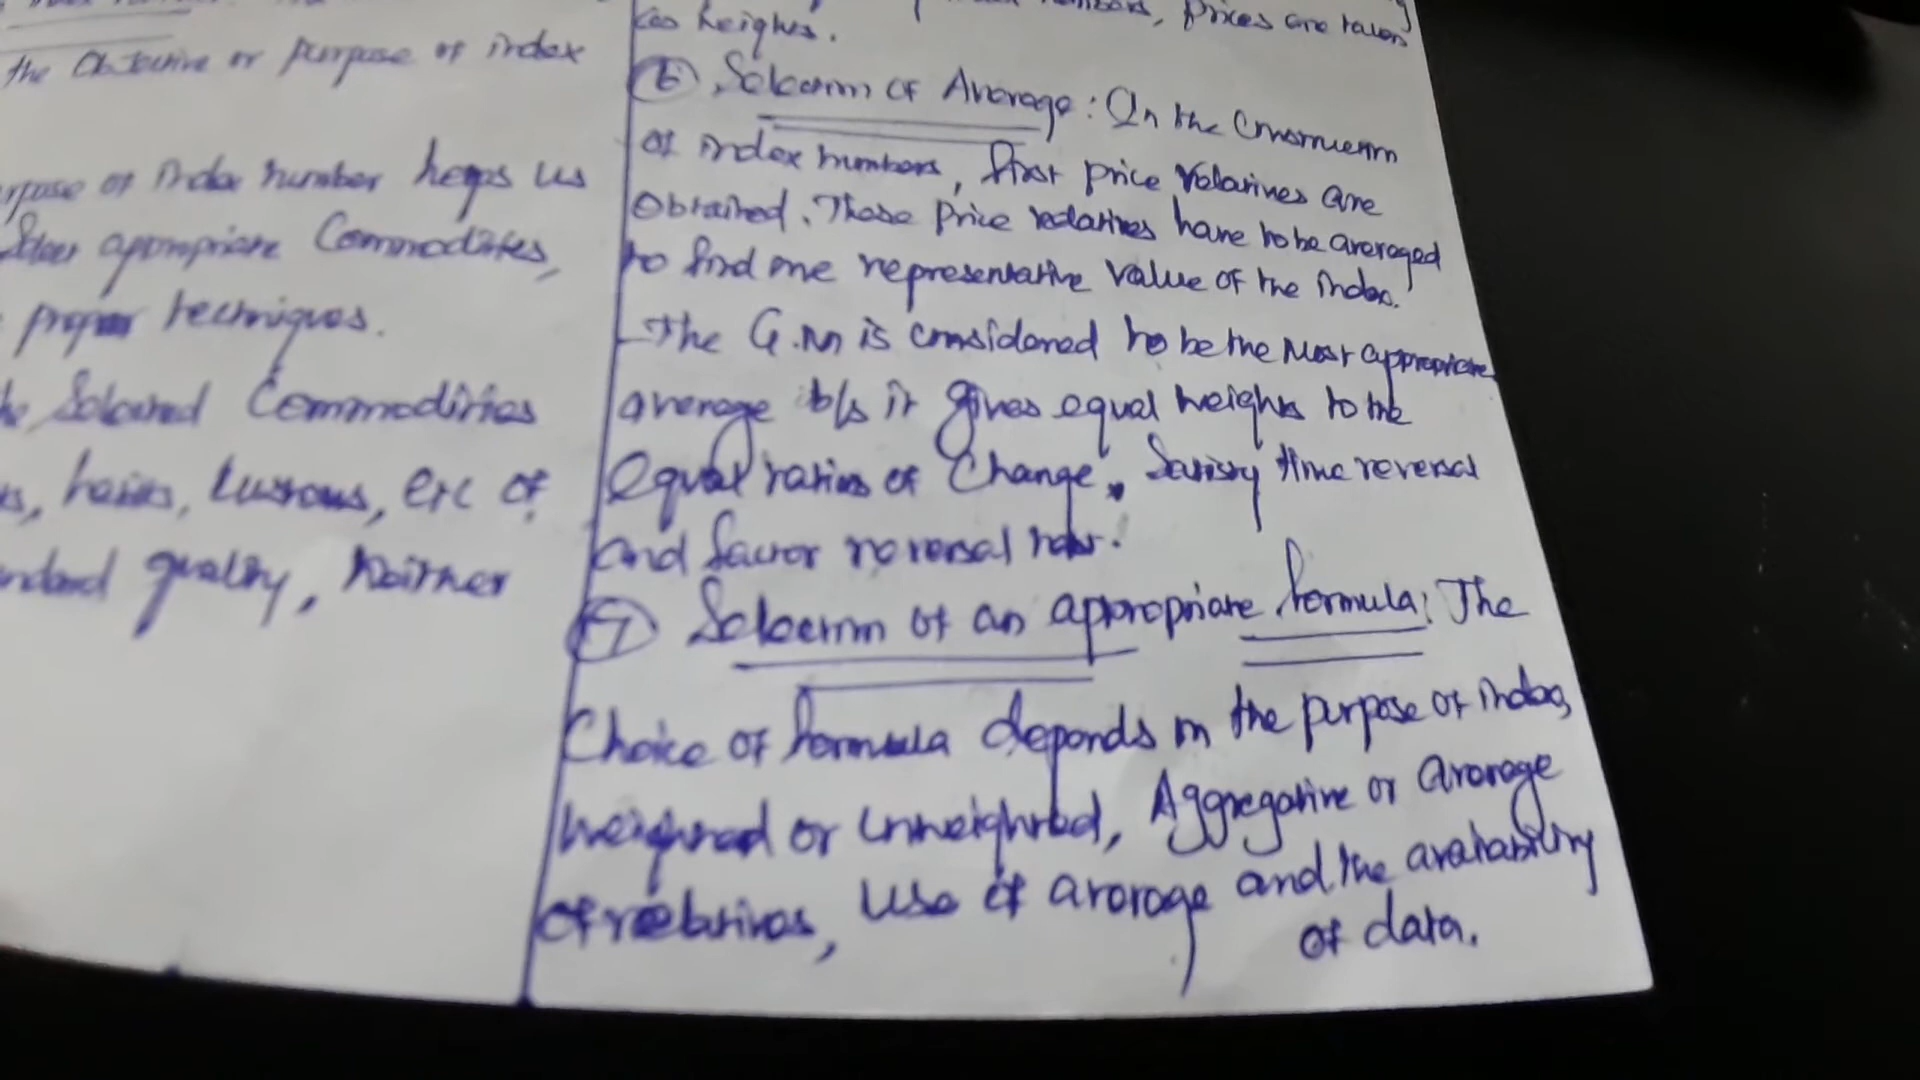 the Objective or purpose of index
purpose of index number helps us
appropriate Commodities,
proper techniques.
the Selected Commodities
habits, customs, etc of
standard quality, Neither
numbers, Prices are taken
as weights.
⑥ Selection of Average: In the Construction
of index numbers, first price relatives are
Obtained. These Price relatives have to be averaged
to find one representative value of the index.
The G.M is considered to be the Most appropriate
average b/s it gives equal weights to the
equal ratios of Change, Satisfy time reversal
and factor reversal test.
⑦ Selection of an appropriate formula: The
Choice of formula depends on the purpose of index,
Weighted or Unweighted, Aggregative or average
of relatives, Use of average and the availability
of data.